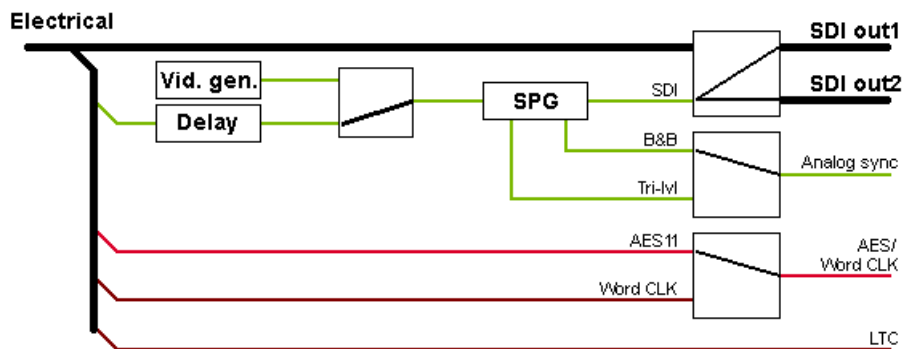 Electrical
SDI out1
Vid. gen.
SDI
SDI out2
SPG
Delay
B&B
Analog sync
Tri-lvl
AES11
AES/
Word CLK
Word CLK
LTC